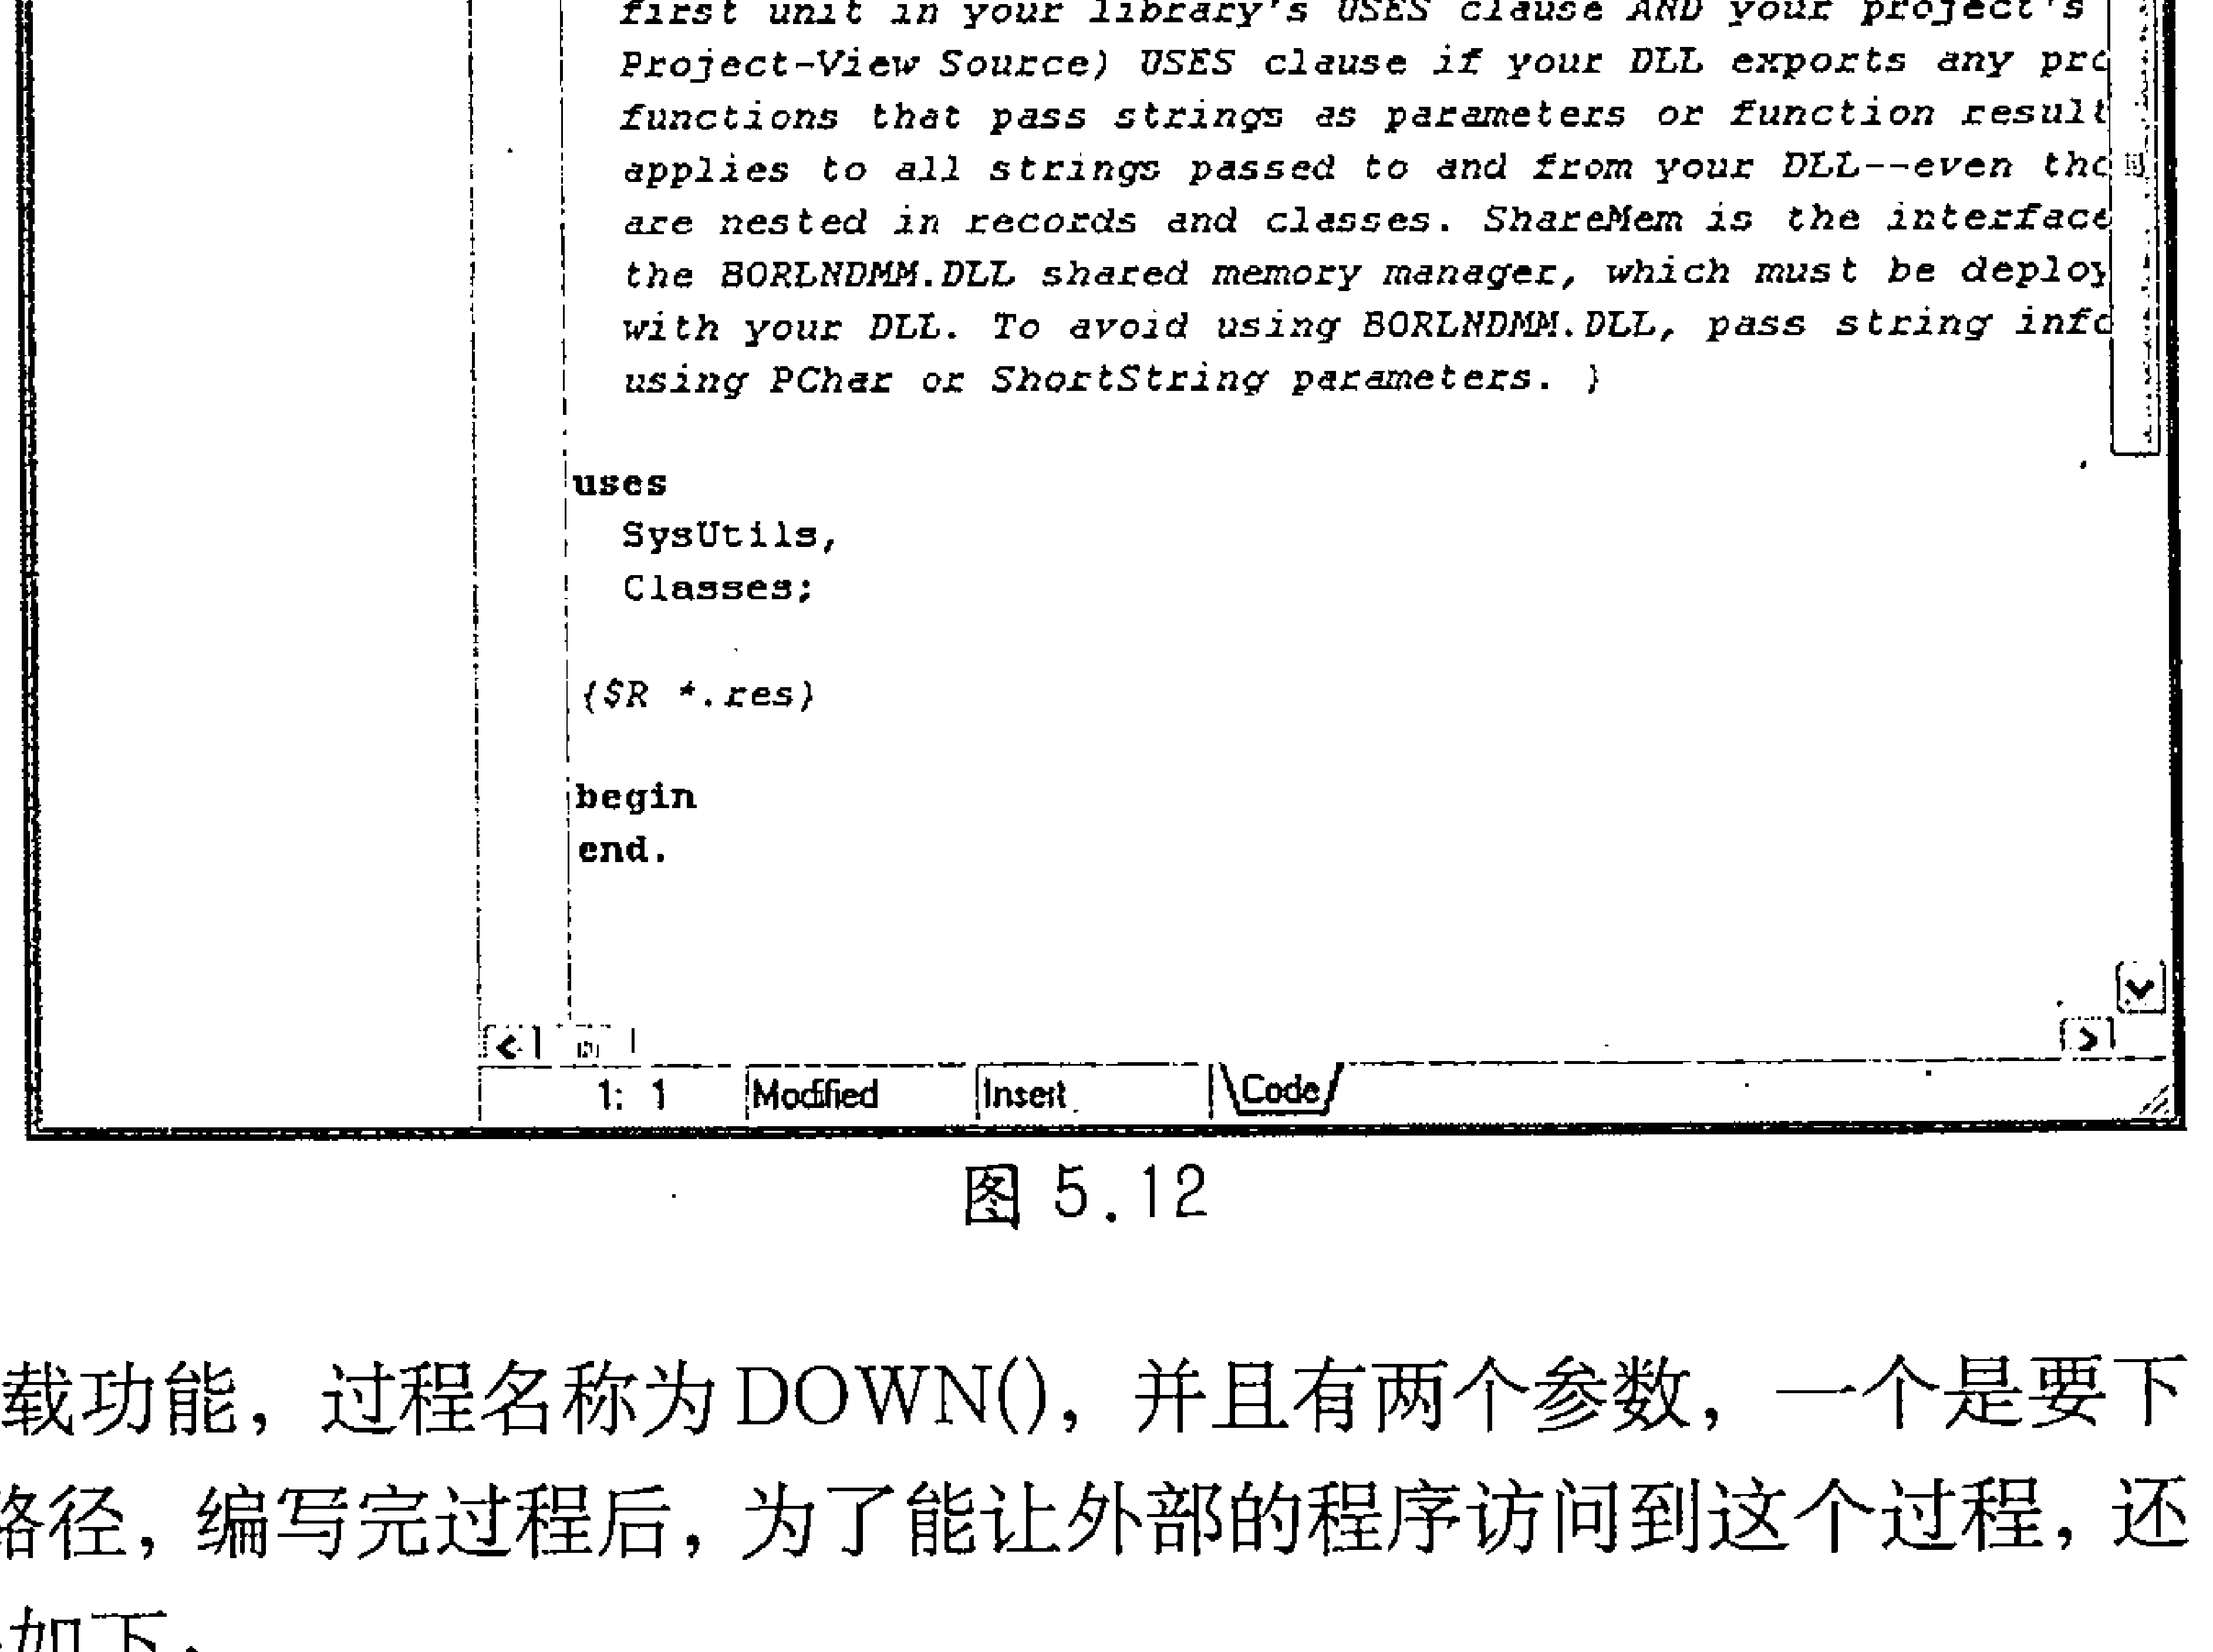 first unit in your library's USES clause AND your project's
Project-View Source) USES clause if your DLL exports any
functions that pass strings as parameters or function result
applies to all strings passed to and from your DLL--even
are nested in records and classes. ShareMem is the interface
the BORLNDMM.DLL shared memory manager, which must be deploy
with your DLL. To avoid using BORLNDMM.DLL, pass string
using PChar or ShortString parameters. }
uses
SysUtils,
Classes;
{$R *.res}
begin
end.
1: 1 Modified Insert Code
图 5.12
载功能，过程名称为DOWN()，并且有两个参数，一个是要下
路径，编写完过程后，为了能让外部的程序访问到这个过程，还
如下：